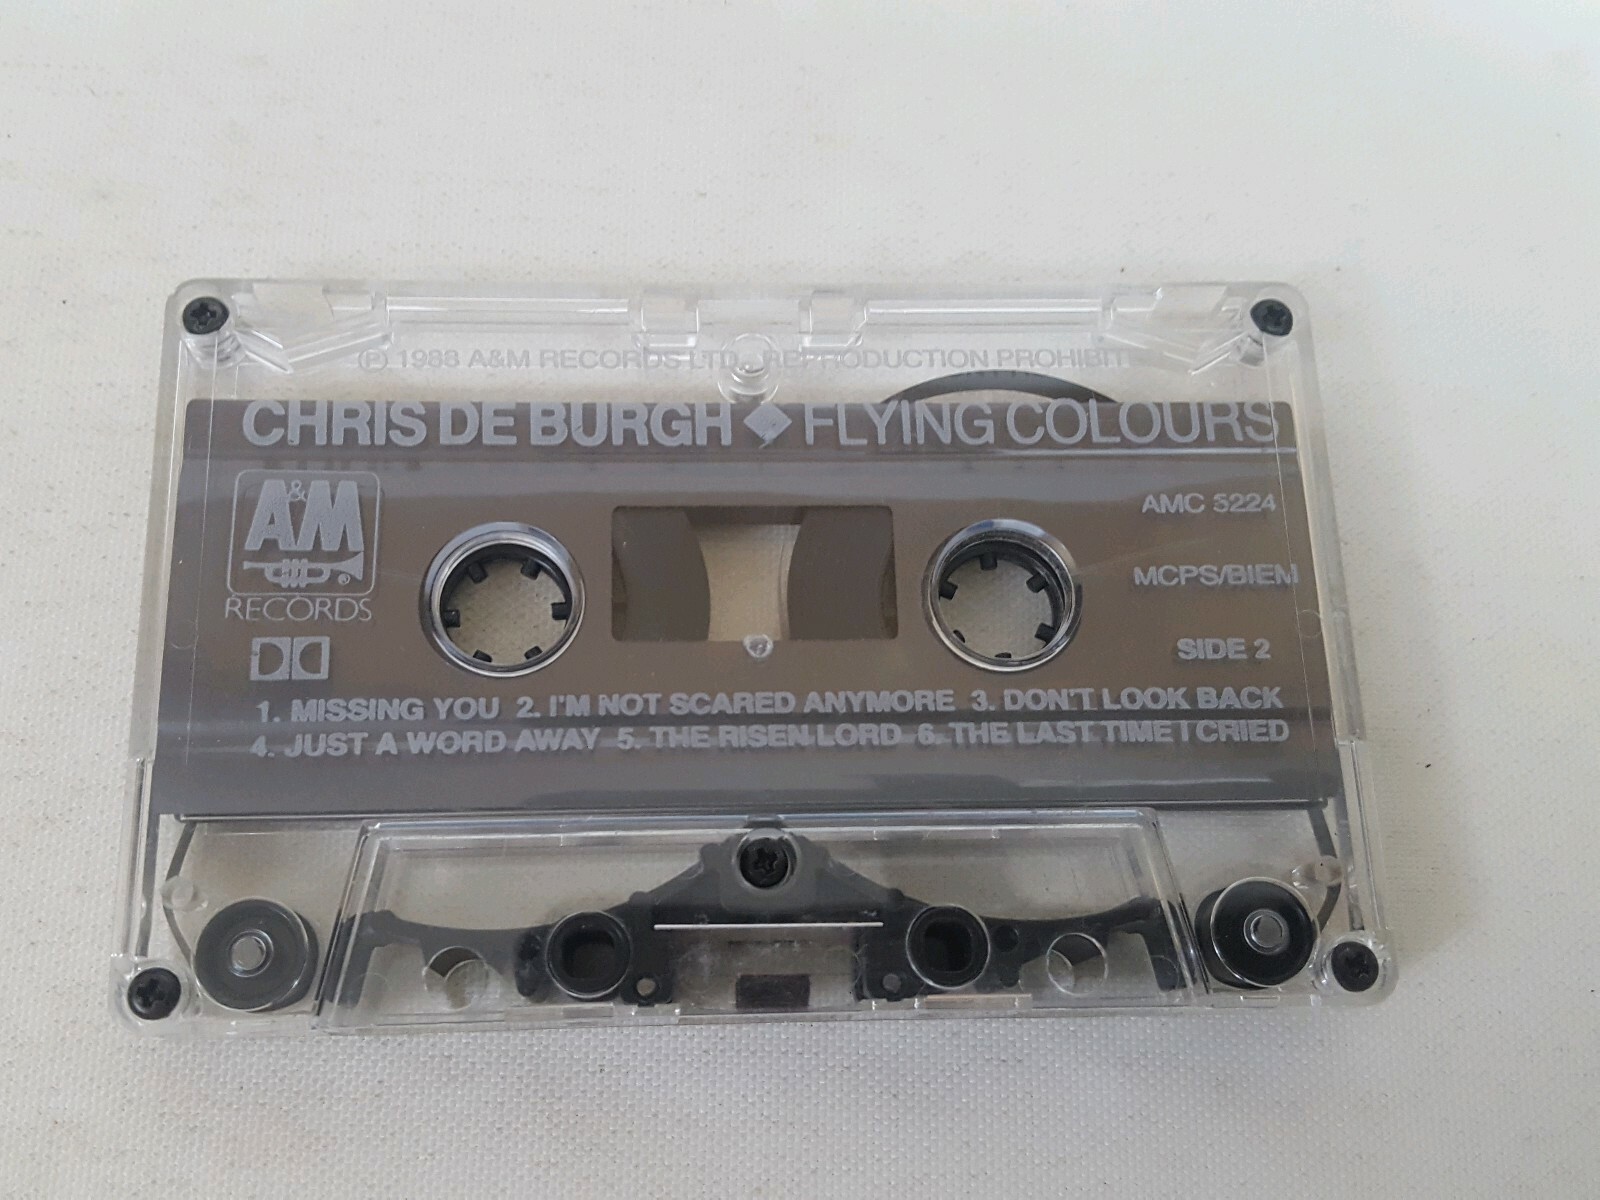 ℗ 1988 A&M RECORDS LTD. REPRODUCTION PROHIBIT
CHRIS DE BURGH ◆ FLYING COLOURS
A&M
®
RECORDS
AMC 5224
MCPS/BIEM
SIDE 2
1. MISSING YOU 2. I'M NOT SCARED ANYMORE 3. DON'T LOOK BACK
4. JUST A WORD AWAY 5. THE RISEN LORD 6. THE LAST TIME I CRIED